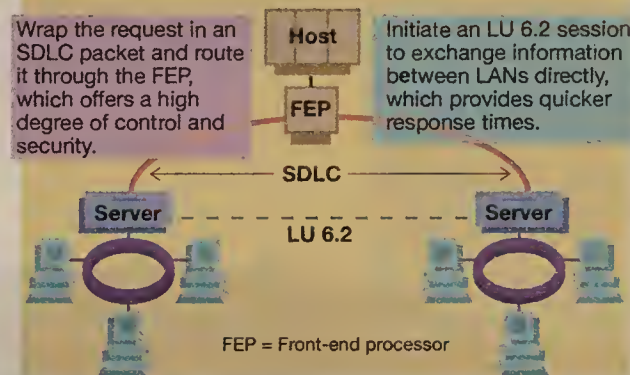 Wrap the request in an
SDLC packet and route
it through the FEP,
which offers a high
degree of control and
security.
Host
FEP
Initiate an LU 6.2 session
to exchange information
between LANs directly,
which provides quicker
response times.
SDLC
Server
Server
LU 6.2
FEP = Front-end processor